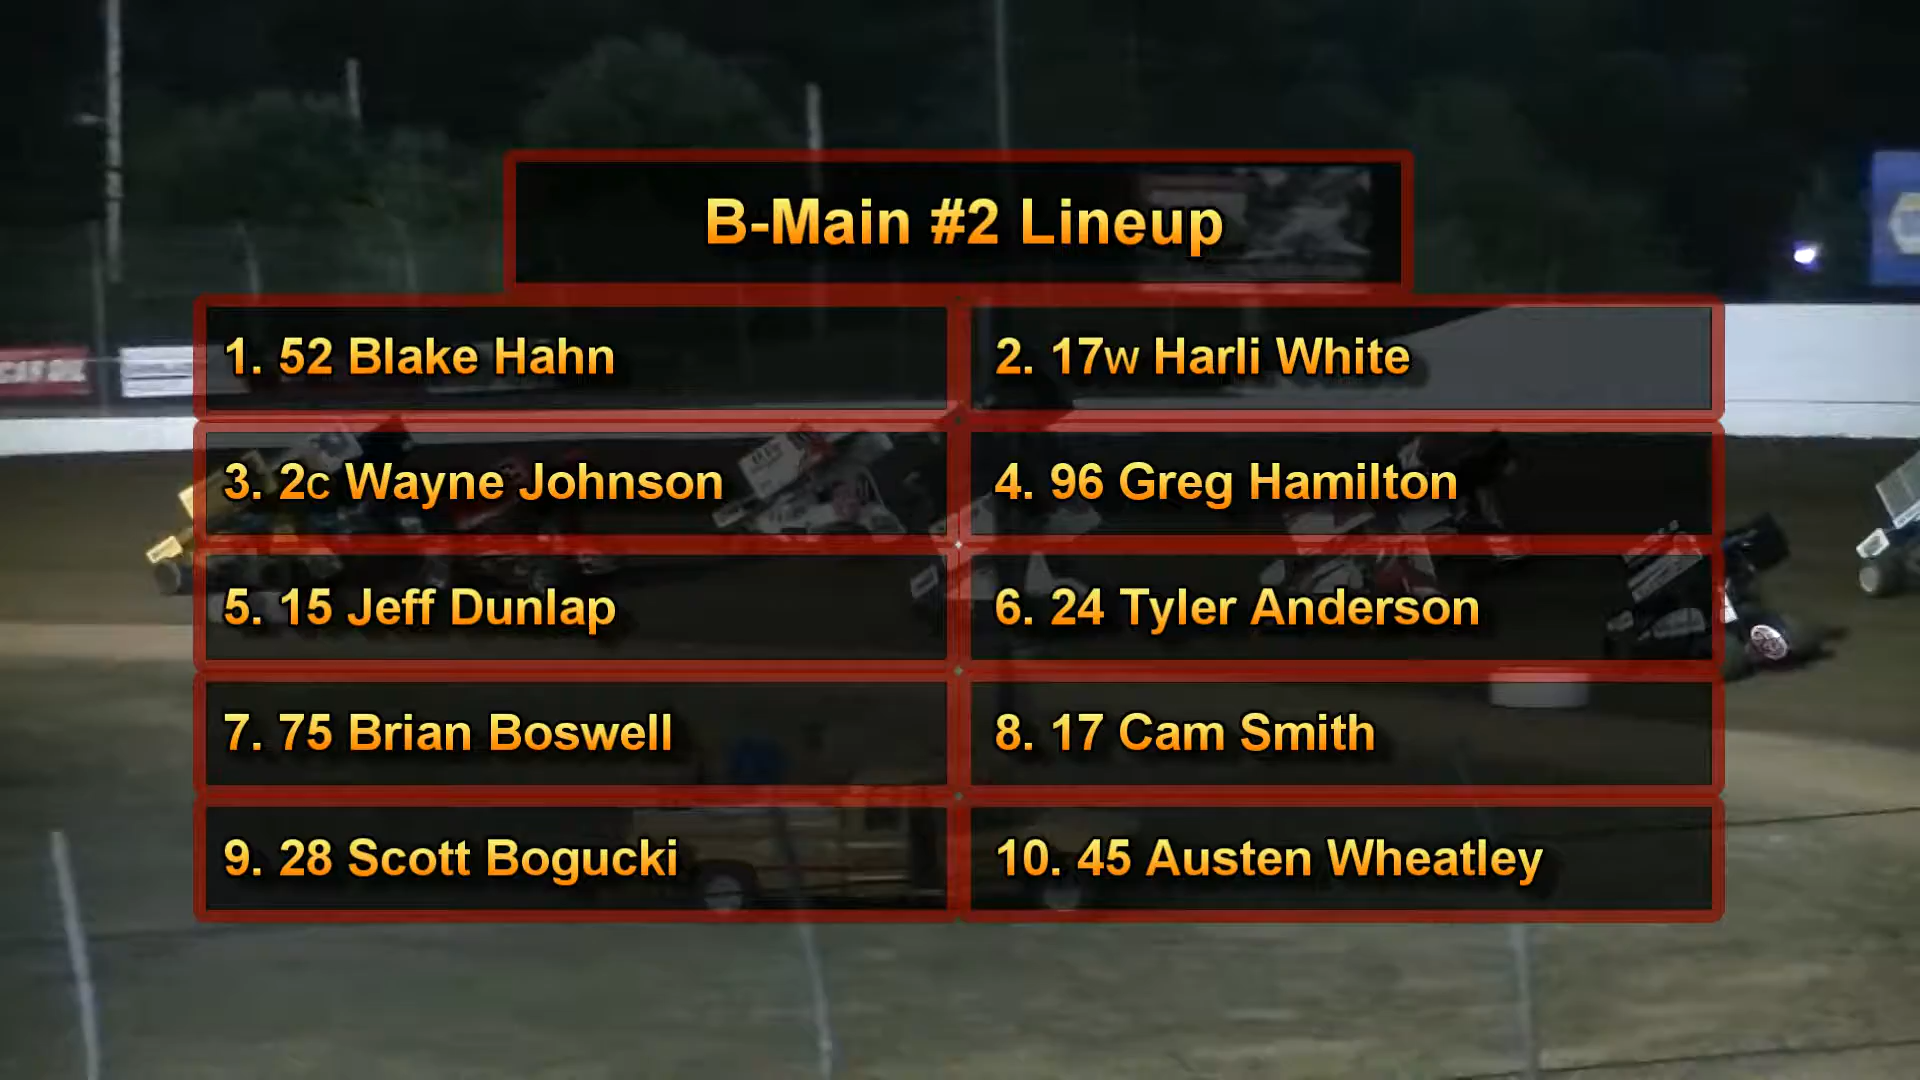 B-Main #2 Lineup
1. 52 Blake Hahn
2. 17w Harli White
3. 2c Wayne Johnson
4. 96 Greg Hamilton
5. 15 Jeff Dunlap
6. 24 Tyler Anderson
7. 75 Brian Boswell
8. 17 Cam Smith
9. 28 Scott Bogucki
10. 45 Austen Wheatley